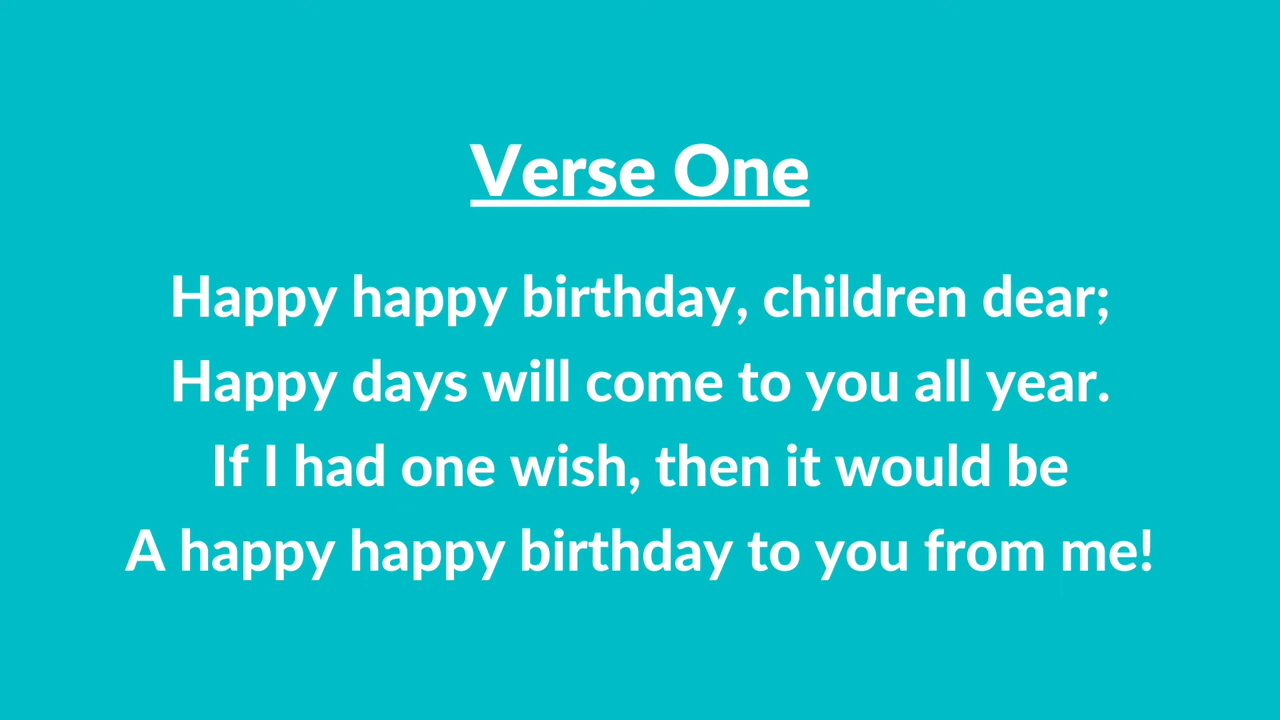 Verse One
Happy happy birthday, children dear;
Happy days will come to you all year.
If I had one wish, then it would be
A happy happy birthday to you from me!